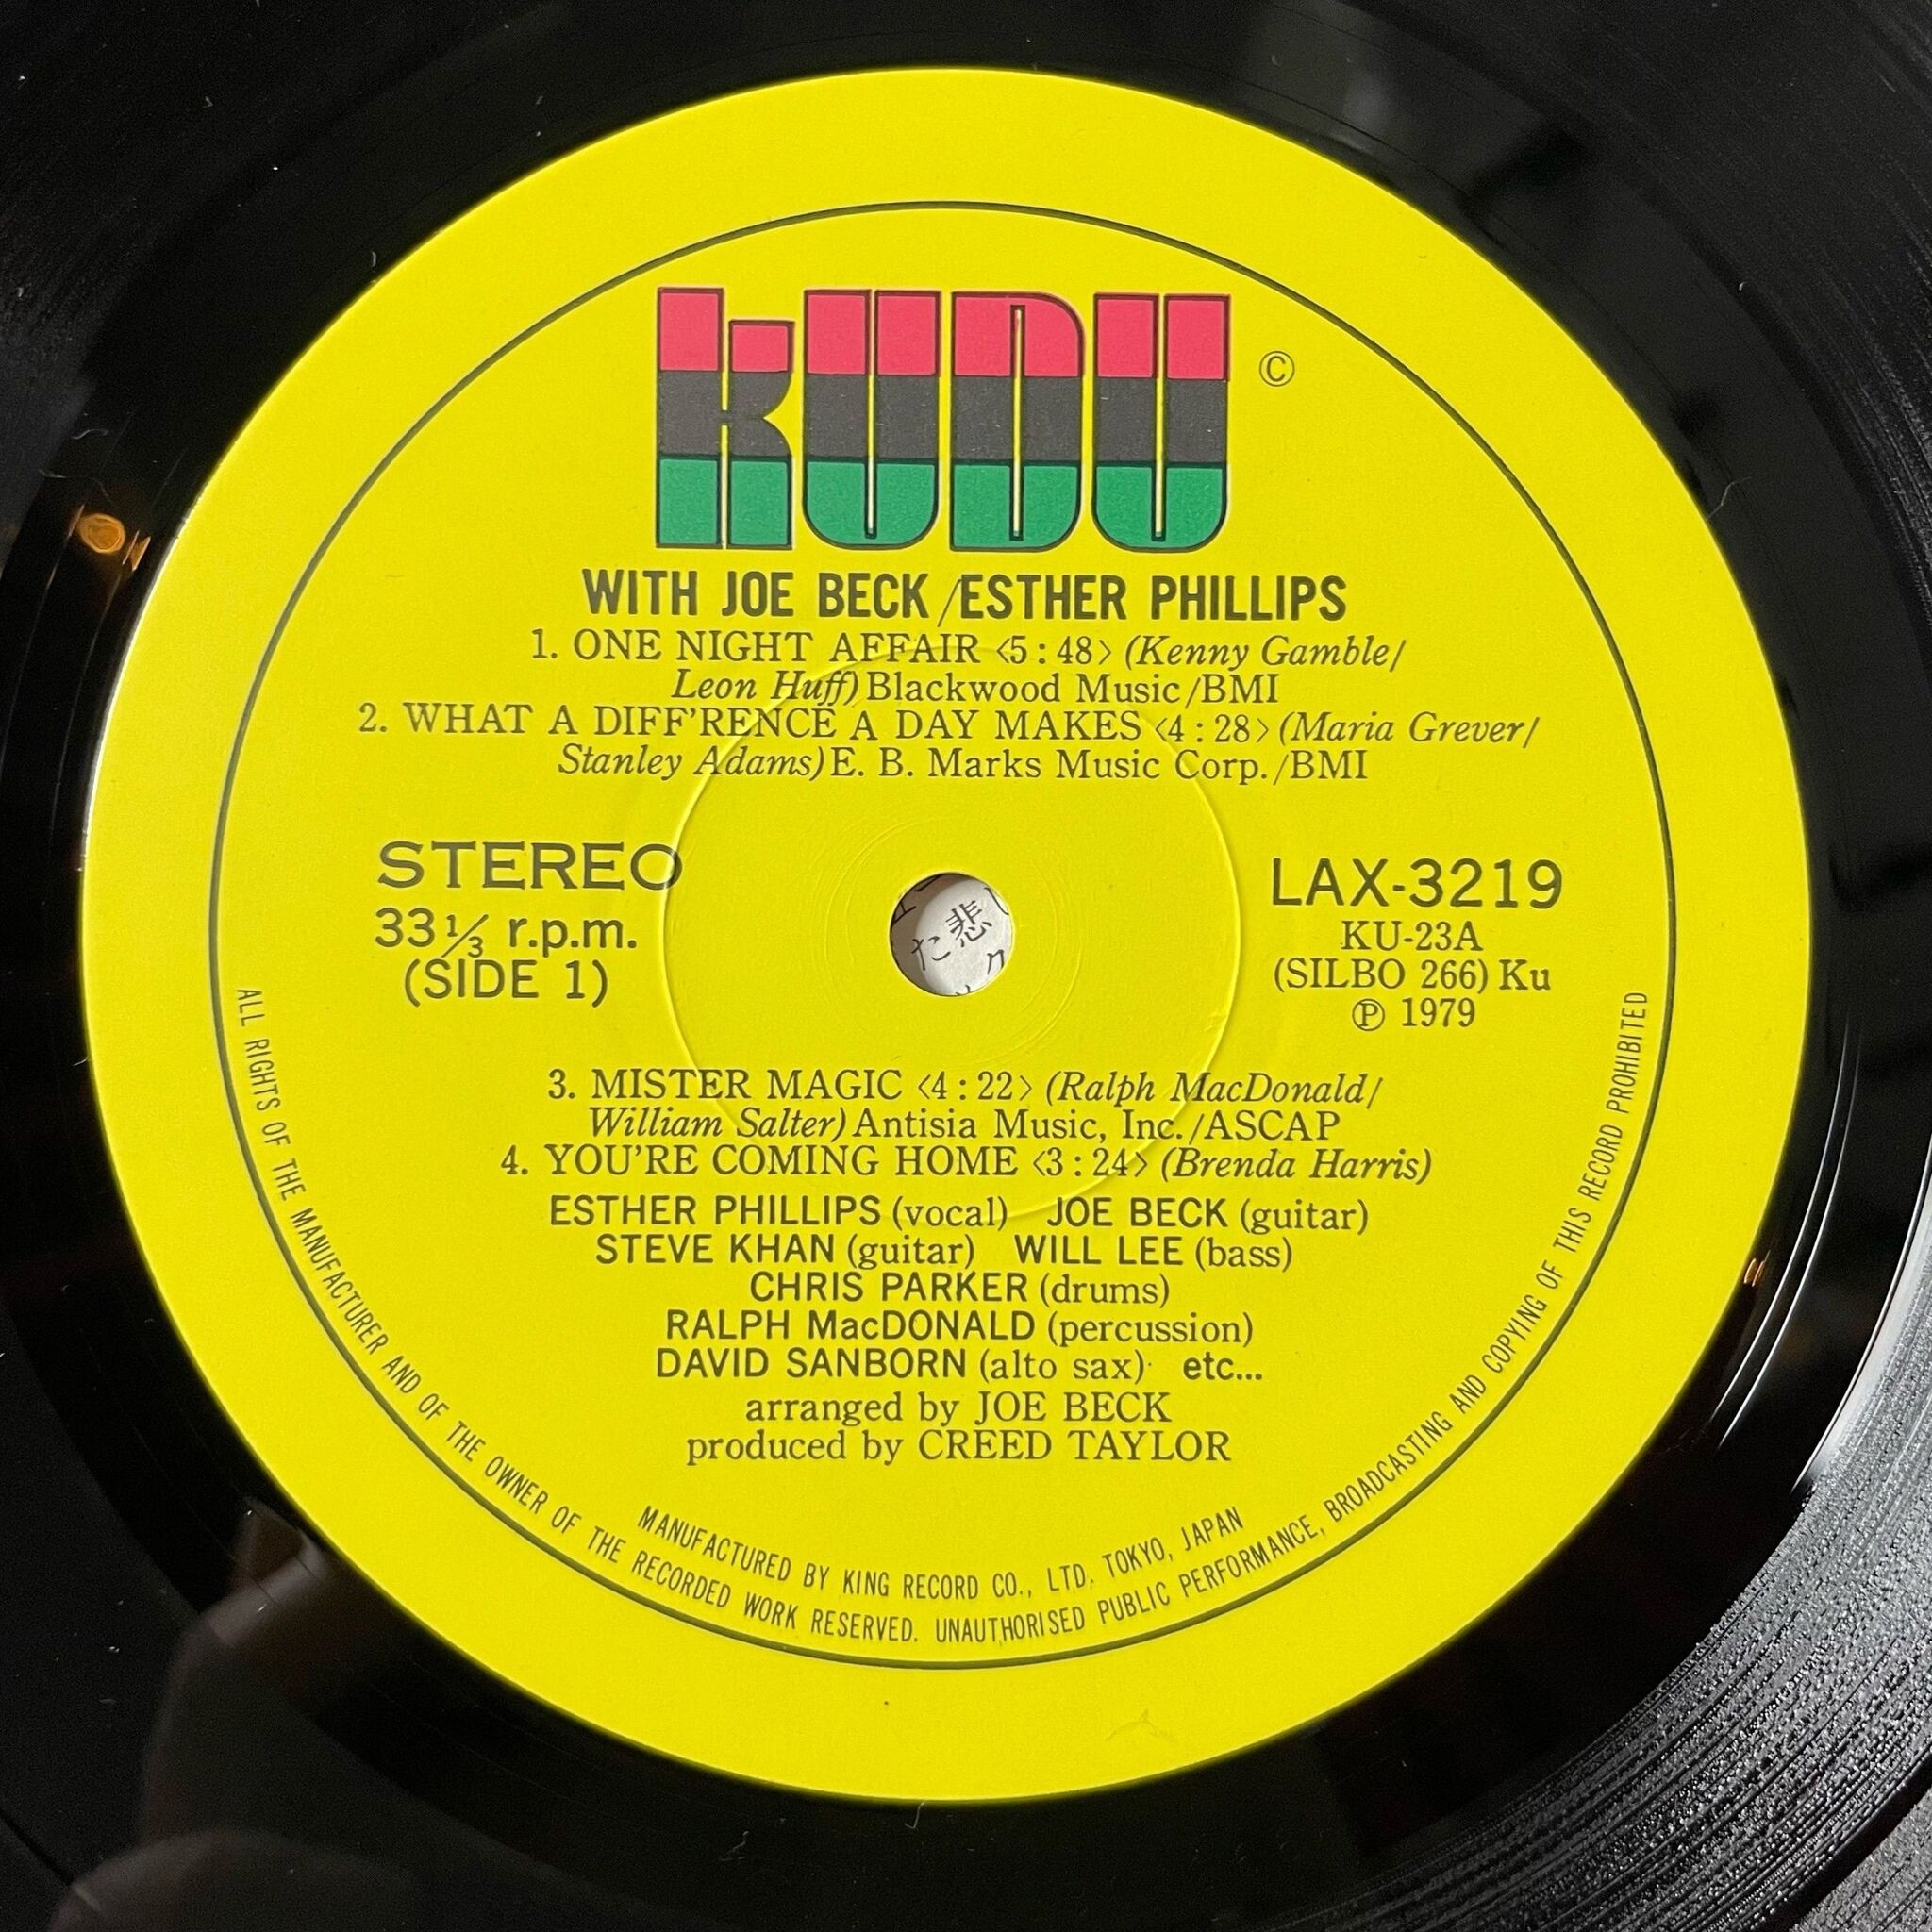 KUDU ©
WITH JOE BECK/ESTHER PHILLIPS
1. ONE NIGHT AFFAIR <5:48> (Kenny Gamble/
Leon Huff) Blackwood Music/BMI
2. WHAT A DIFF'RENCE A DAY MAKES <4:28> (Maria Grever/
Stanley Adams) E. B. Marks Music Corp./BMI
STEREO
33⅓ r.p.m.
(SIDE 1)
た悲し
LAX-3219
KU-23A
(SILBO 266) Ku
℗ 1979
3. MISTER MAGIC <4:22> (Ralph MacDonald/
William Salter) Antisia Music, Inc./ASCAP
4. YOU'RE COMING HOME <3:24> (Brenda Harris)
ESTHER PHILLIPS (vocal) JOE BECK (guitar)
STEVE KHAN (guitar) WILL LEE (bass)
CHRIS PARKER (drums)
RALPH MacDONALD (percussion)
DAVID SANBORN (alto sax) etc...
arranged by JOE BECK
produced by CREED TAYLOR
MANUFACTURED BY KING RECORD CO., LTD. TOKYO, JAPAN
ALL RIGHTS OF THE MANUFACTURER AND OF THE OWNER OF THE RECORDED WORK RESERVED. UNAUTHORISED PUBLIC PERFORMANCE, BROADCASTING AND COPYING OF THIS RECORD PROHIBITED